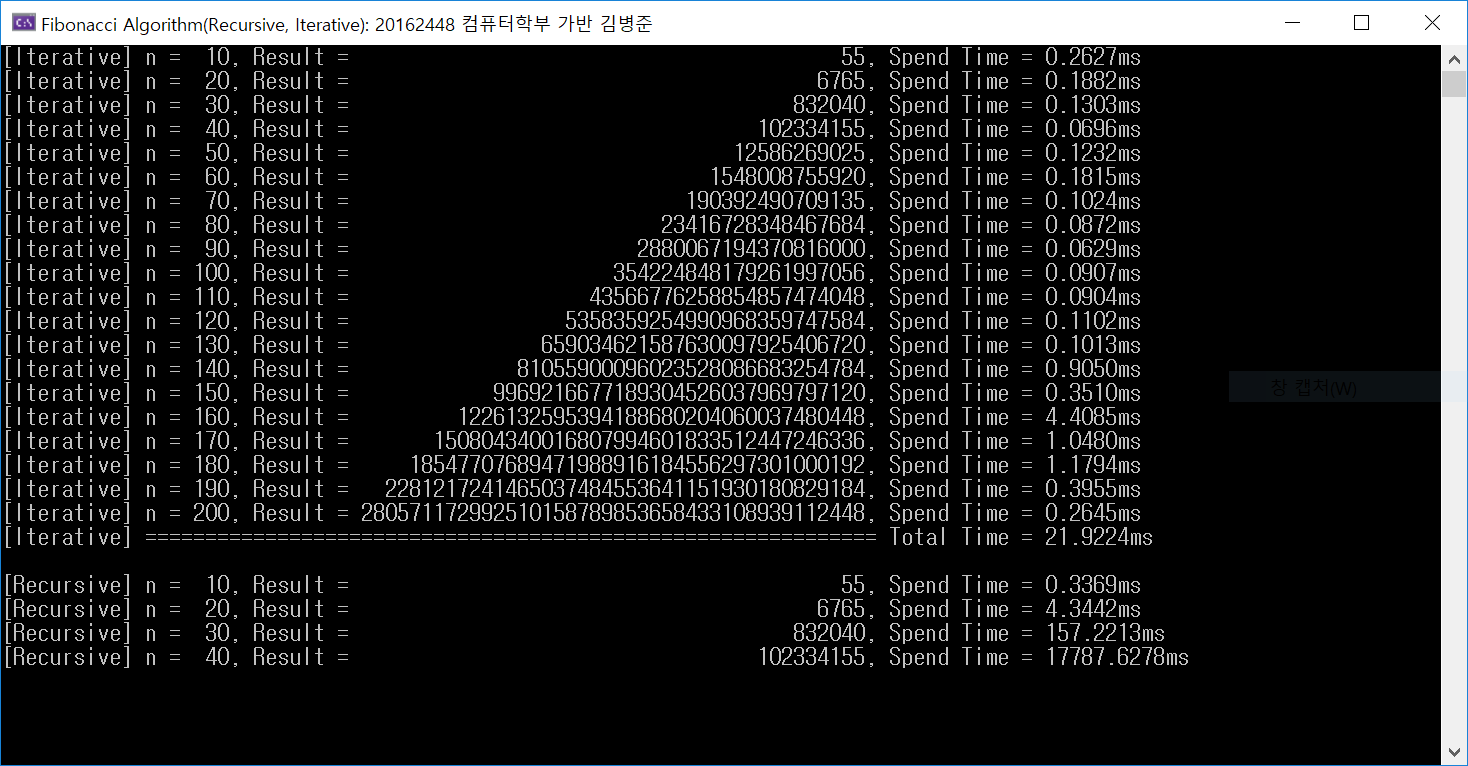 Fibonacci Algorithm(Recursive, Iterative): 20162448 컴퓨터학부 가반 김병준
[Iterative] n =  10, Result =                                         55, Spend Time = 0.2627ms
[Iterative] n =  20, Result =                                       6765, Spend Time = 0.1882ms
[Iterative] n =  30, Result =                                     832040, Spend Time = 0.1303ms
[Iterative] n =  40, Result =                                  102334155, Spend Time = 0.0696ms
[Iterative] n =  50, Result =                                12586269025, Spend Time = 0.1232ms
[Iterative] n =  60, Result =                              1548008755920, Spend Time = 0.1815ms
[Iterative] n =  70, Result =                            190392490709135, Spend Time = 0.1024ms
[Iterative] n =  80, Result =                          23416728348467684, Spend Time = 0.0872ms
[Iterative] n =  90, Result =                        2880067194370816000, Spend Time = 0.0629ms
[Iterative] n = 100, Result =                      354224848179261997056, Spend Time = 0.0907ms
[Iterative] n = 110, Result =                    43566776258854857474048, Spend Time = 0.0904ms
[Iterative] n = 120, Result =                  5358359254990968359747584, Spend Time = 0.1102ms
[Iterative] n = 130, Result =                659034621587630097925406720, Spend Time = 0.1013ms
[Iterative] n = 140, Result =              81055900096023528086683254784, Spend Time = 0.9050ms
[Iterative] n = 150, Result =            9969216677189304526037969797120, Spend Time = 0.3510ms
창 캡처(W)
[Iterative] n = 160, Result =         1226132595394188680204060037480448, Spend Time = 4.4085ms
[Iterative] n = 170, Result =       150804340016807994601833512447246336, Spend Time = 1.0480ms
[Iterative] n = 180, Result =     18547707689471988916184556297301000192, Spend Time = 1.1794ms
[Iterative] n = 190, Result =   2281217241465037484553641151930180829184, Spend Time = 0.3955ms
[Iterative] n = 200, Result = 280571172992510158789853658433108939112448, Spend Time = 0.2645ms
[Iterative] ============================================================= Total Time = 21.9224ms
[Recursive] n =  10, Result =                                         55, Spend Time = 0.3369ms
[Recursive] n =  20, Result =                                       6765, Spend Time = 4.3442ms
[Recursive] n =  30, Result =                                     832040, Spend Time = 157.2213ms
[Recursive] n =  40, Result =                                  102334155, Spend Time = 17787.6278ms